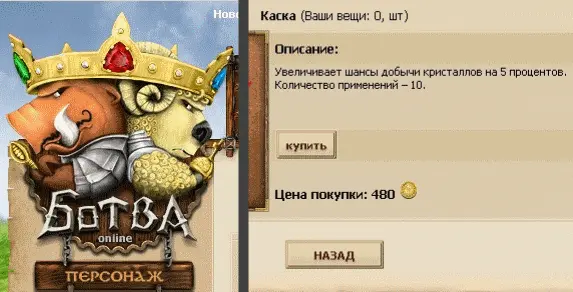 Ново
БОТВА
online
ПЕРСОНАЖ
Каска (Ваши вещи: 0, шт)
Описание:
Увеличивает шансы добычи кристаллов на 5 процентов.
Количество применений – 10.
купить
Цена покупки: 480
НАЗАД